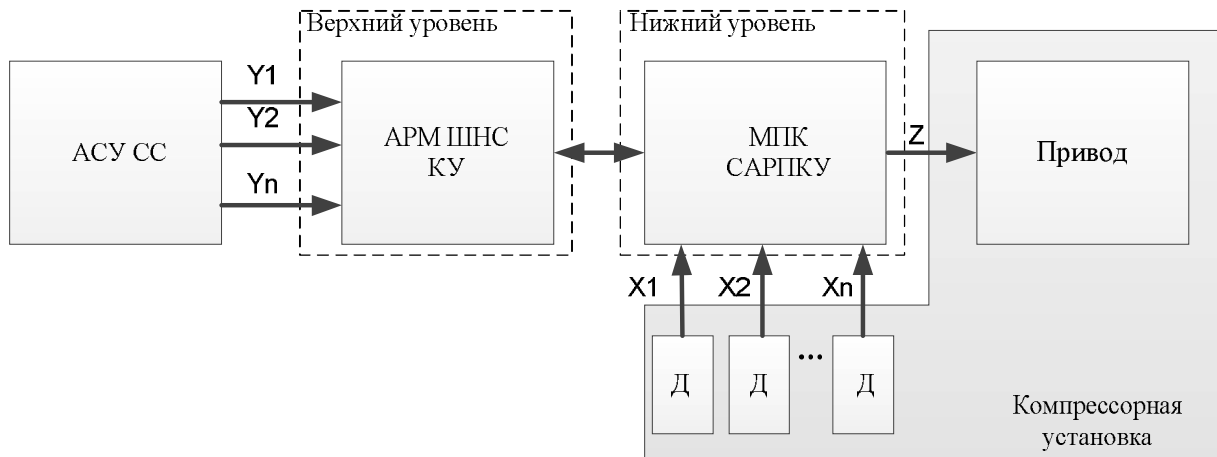 Верхний уровень
Нижний уровень
АСУ СС
Y1
Y2
Yn
АРМ ШНС
КУ
МПК
САРПКУ
Z
Привод
X1
X2
Xn
Д
Д
...
Д
Компрессорная
установка